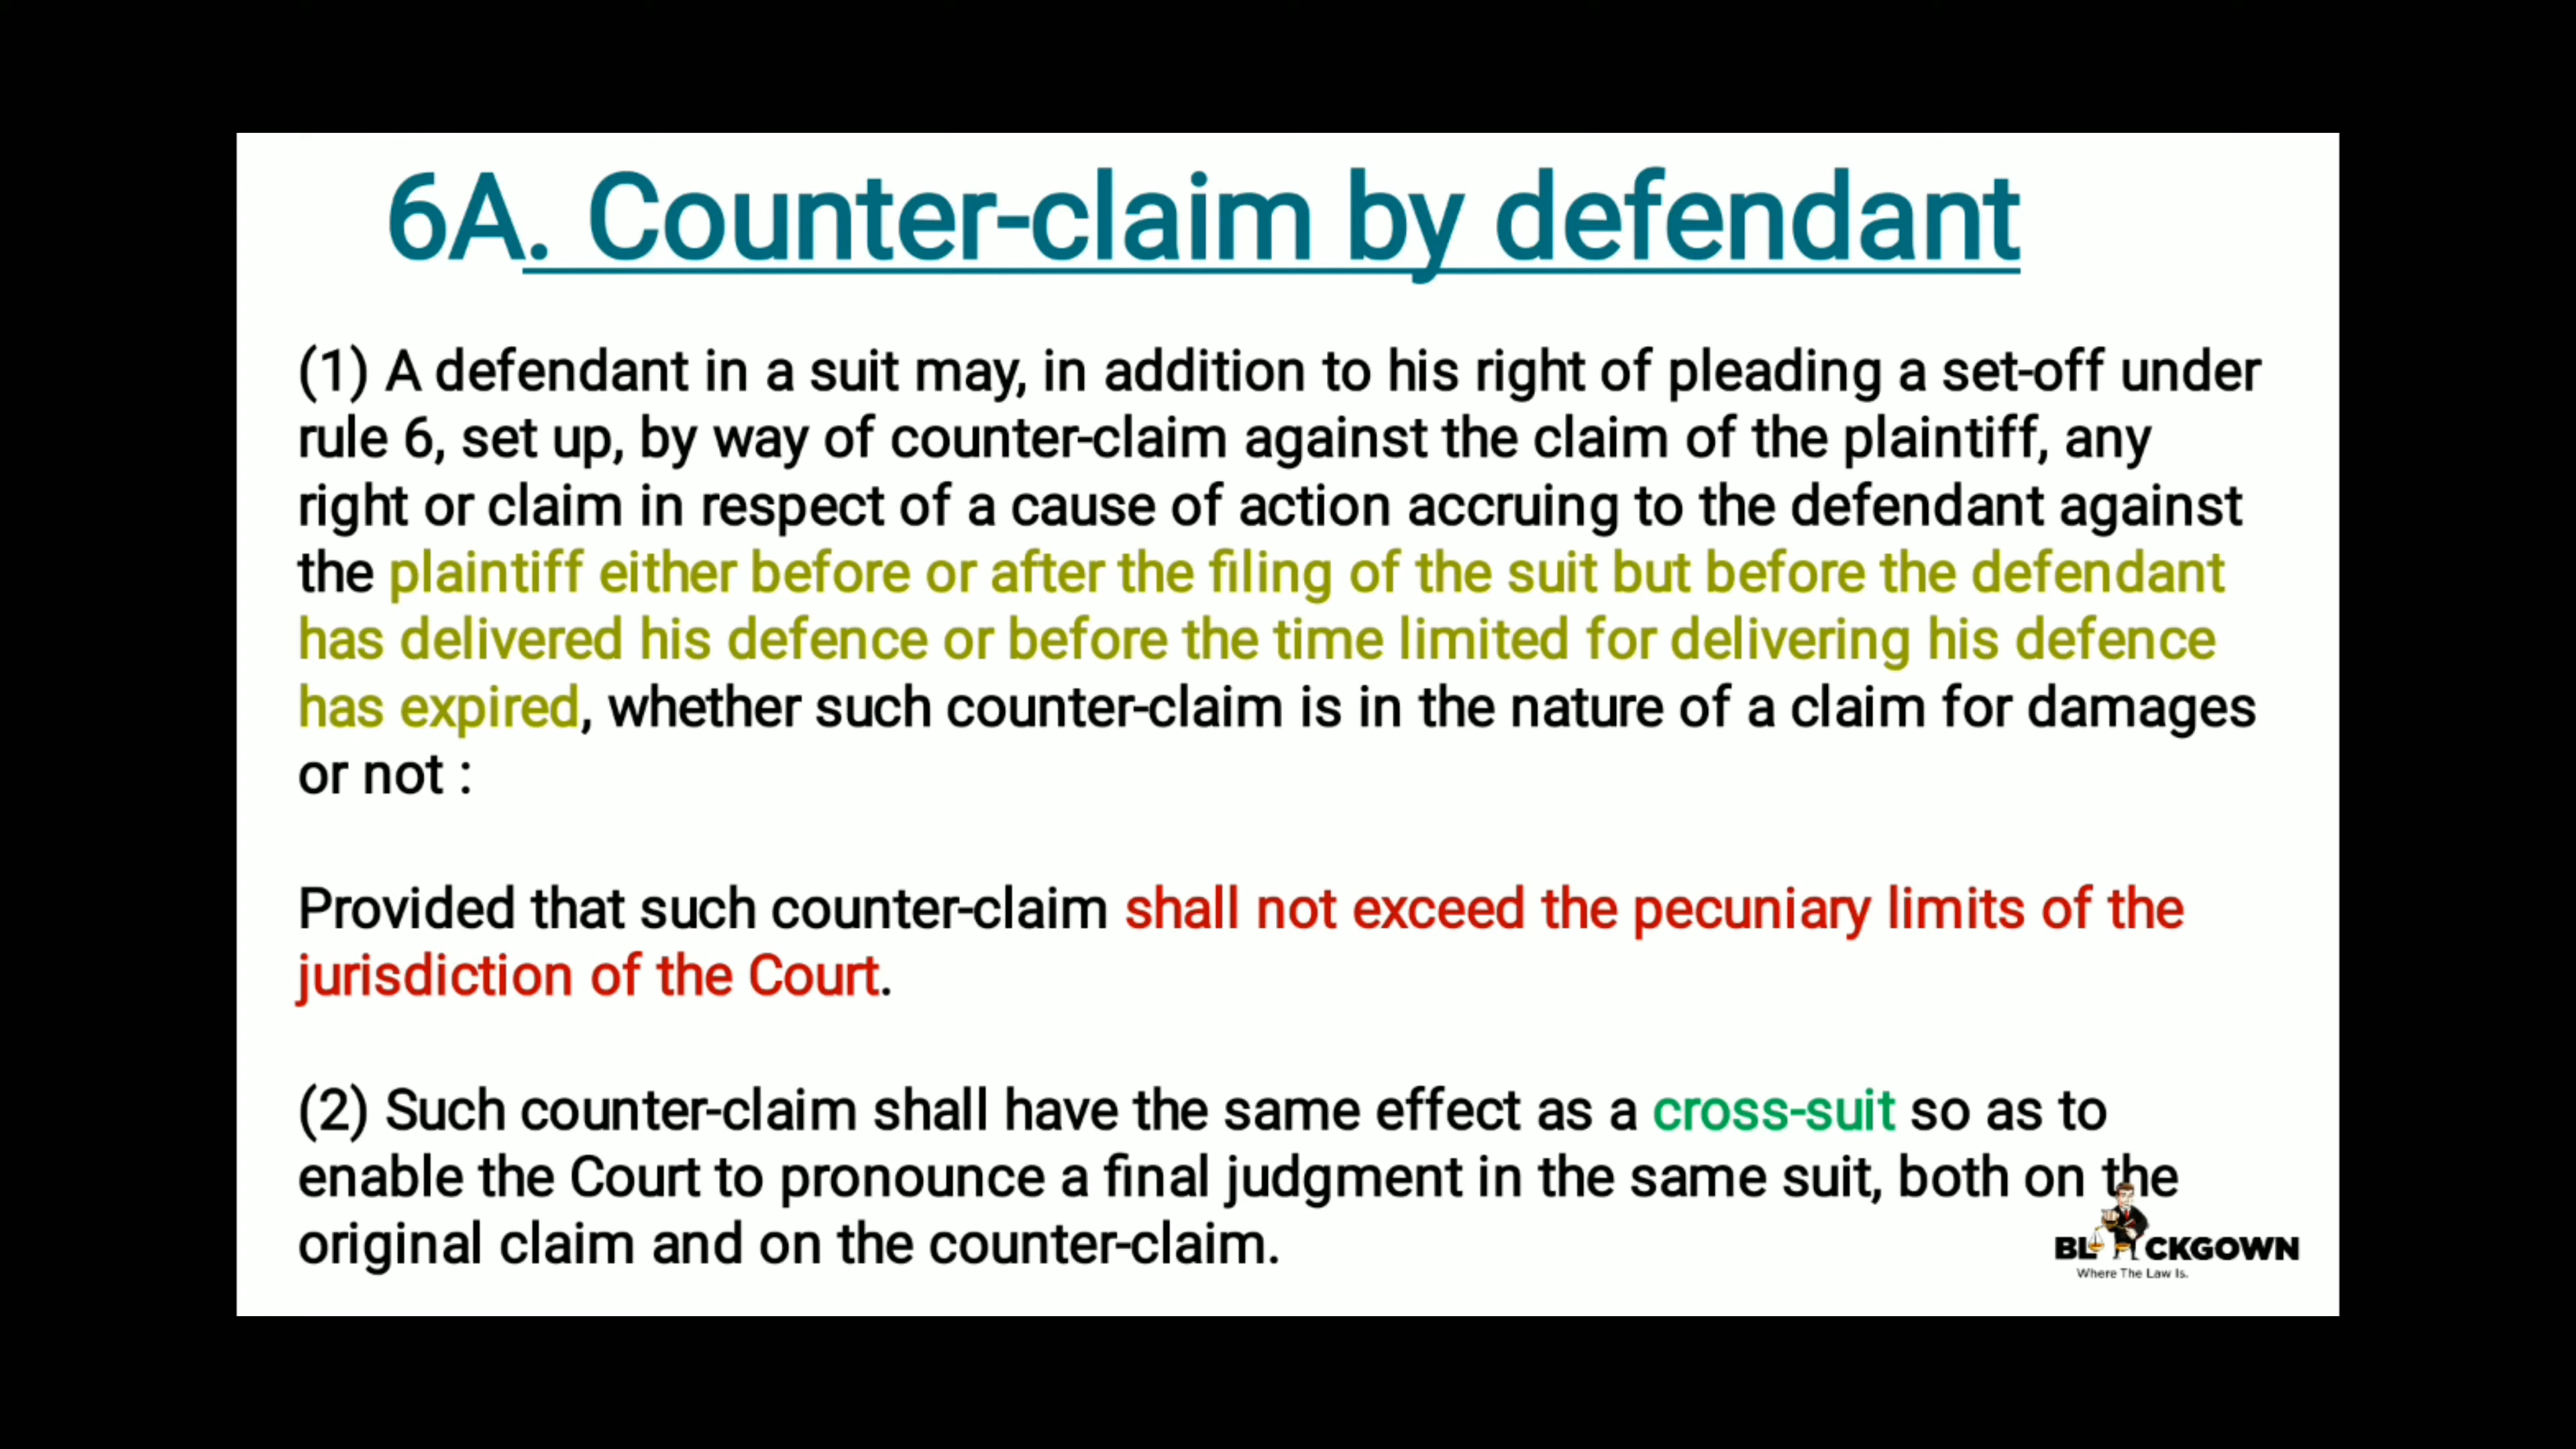 6A. Counter-claim by defendant
(1) A defendant in a suit may, in addition to his right of pleading a set-off under
rule 6, set up, by way of counter-claim against the claim of the plaintiff, any
right or claim in respect of a cause of action accruing to the defendant against
the plaintiff either before or after the filing of the suit but before the defendant
has delivered his defence or before the time limited for delivering his defence
has expired, whether such counter-claim is in the nature of a claim for damages
or not :
Provided that such counter-claim shall not exceed the pecuniary limits of the
jurisdiction of the Court.
(2) Such counter-claim shall have the same effect as a cross-suit so as to
enable the Court to pronounce a final judgment in the same suit, both on the
original claim and on the counter-claim.
BLACKGOWN
Where The Law Is.